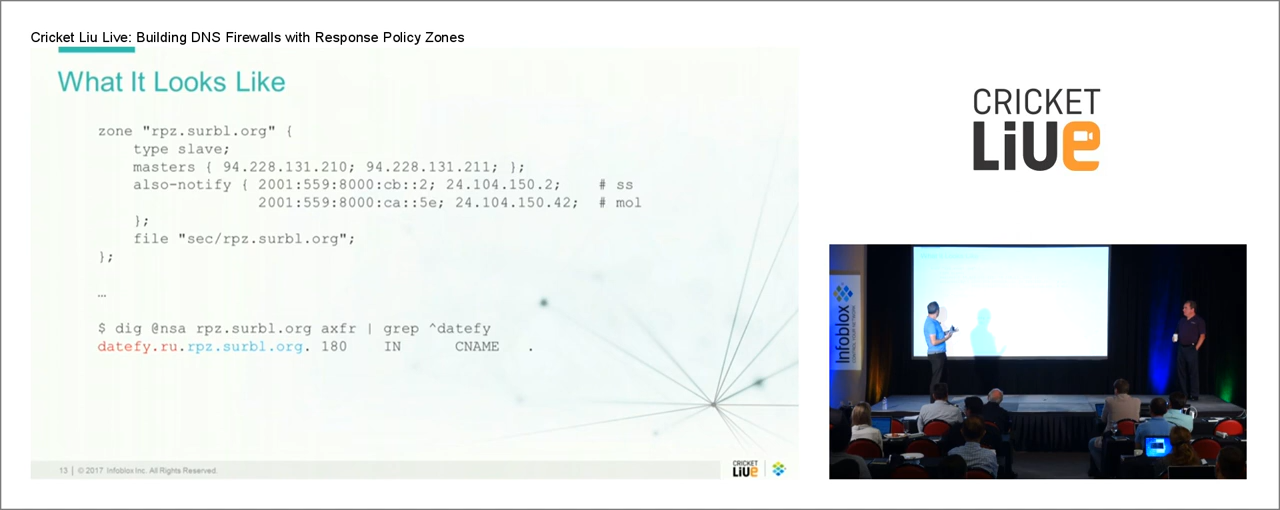 Cricket Liu Live: Building DNS Firewalls with Response Policy Zones
What It Looks Like
zone "rpz.surbl.org" {
type slave;
masters { 94.228.131.210; 94.228.131.211; };
also-notify { 2001:559:8000:cb::2; 24.104.150.2; # ss
2001:559:8000:ca::5e; 24.104.150.42; # mol
};
file "sec/rpz.surbl.org";
};
…
$ dig @nsa rpz.surbl.org axfr | grep ^datefy
datefy.ru.rpz.surbl.org. 180 IN CNAME .
13 | © 2017 Infoblox Inc. All Rights Reserved.
CRICKET
LiUe
CRICKET
LiUe
Infoblox